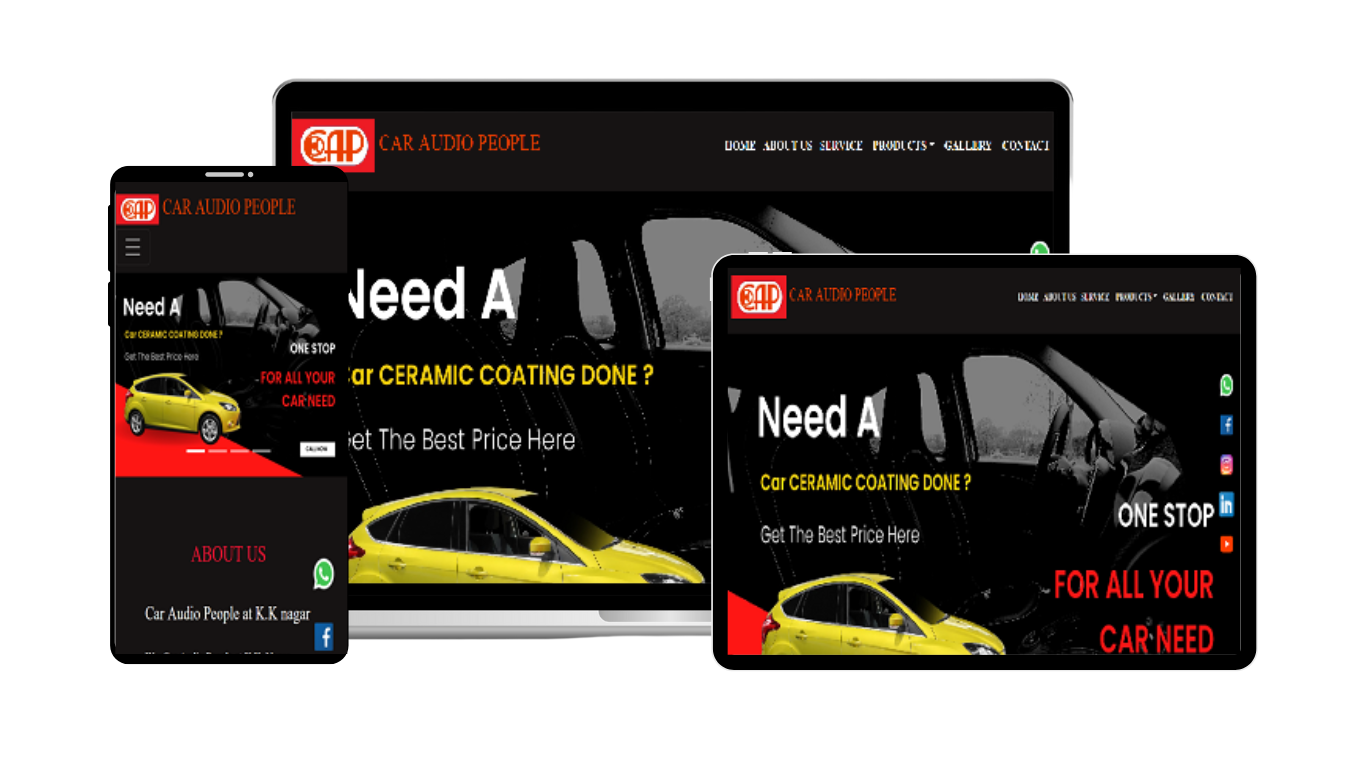 CAP CAR AUDIO PEOPLE
HOME ABOUT US SERVICE PRODUCTS GALLERY CONTACT
Need A
Car CERAMIC COATING DONE ?
Get The Best Price Here
CAP CAR AUDIO PEOPLE
Need A
Car CERAMIC COATING DONE ?
Get The Best Price Here
ONE STOP
FOR ALL YOUR
CAR NEED
CALL NOW
ABOUT US
Car Audio People at K.K nagar
CAP CAR AUDIO PEOPLE
HOME ABOUT US SERVICE PRODUCTS GALLERY CONTACT
Need A
Car CERAMIC COATING DONE ?
Get The Best Price Here
ONE STOP
FOR ALL YOUR
CAR NEED